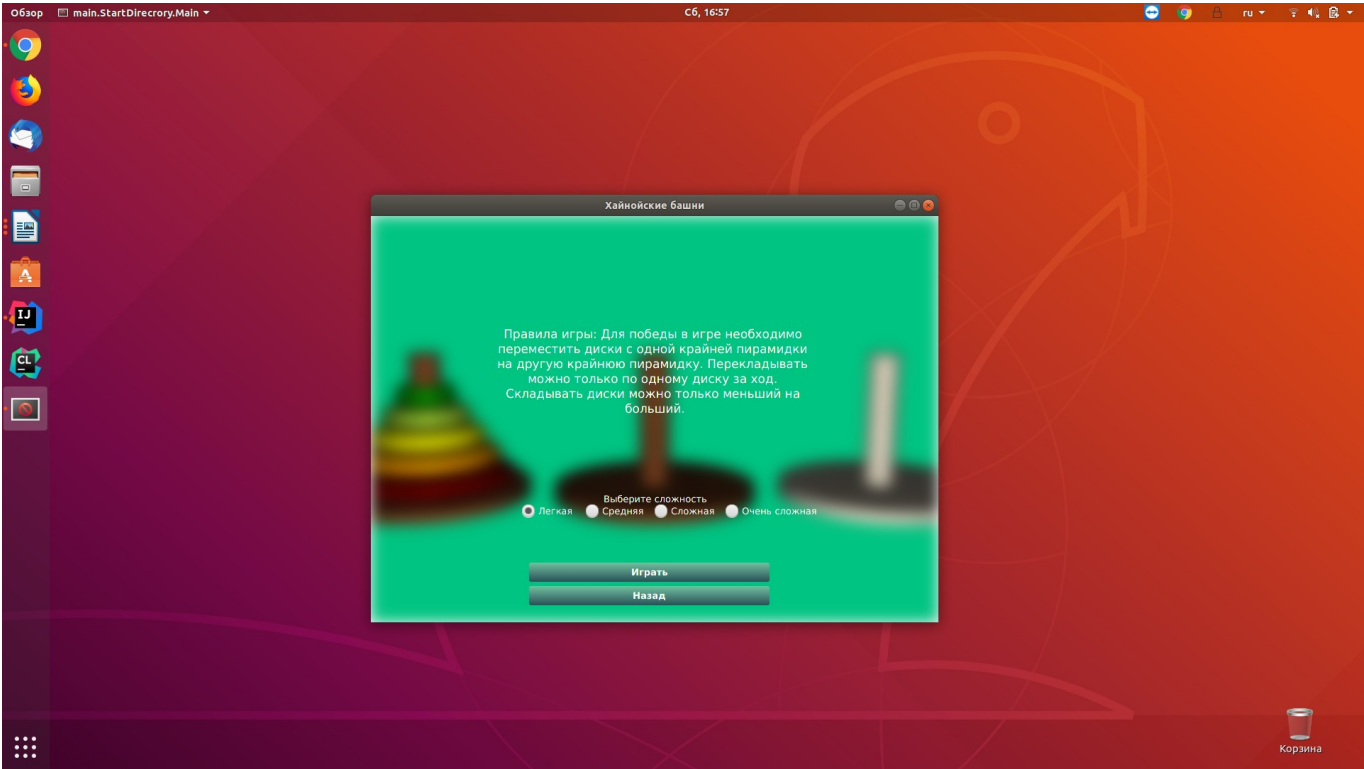 Обзор main.StartDirecrory.Main Сб, 16:57 ru
Хайнойские башни
Правила игры: Для победы в игре необходимо
переместить диски с одной крайней пирамидки
на другую крайнюю пирамидку. Перекладывать
можно только по одному диску за ход.
Складывать диски можно только меньший на
больший.
Выберите сложность
Легкая Средняя Сложная Очень сложная
Играть
Назад
IJ
CL
Корзина